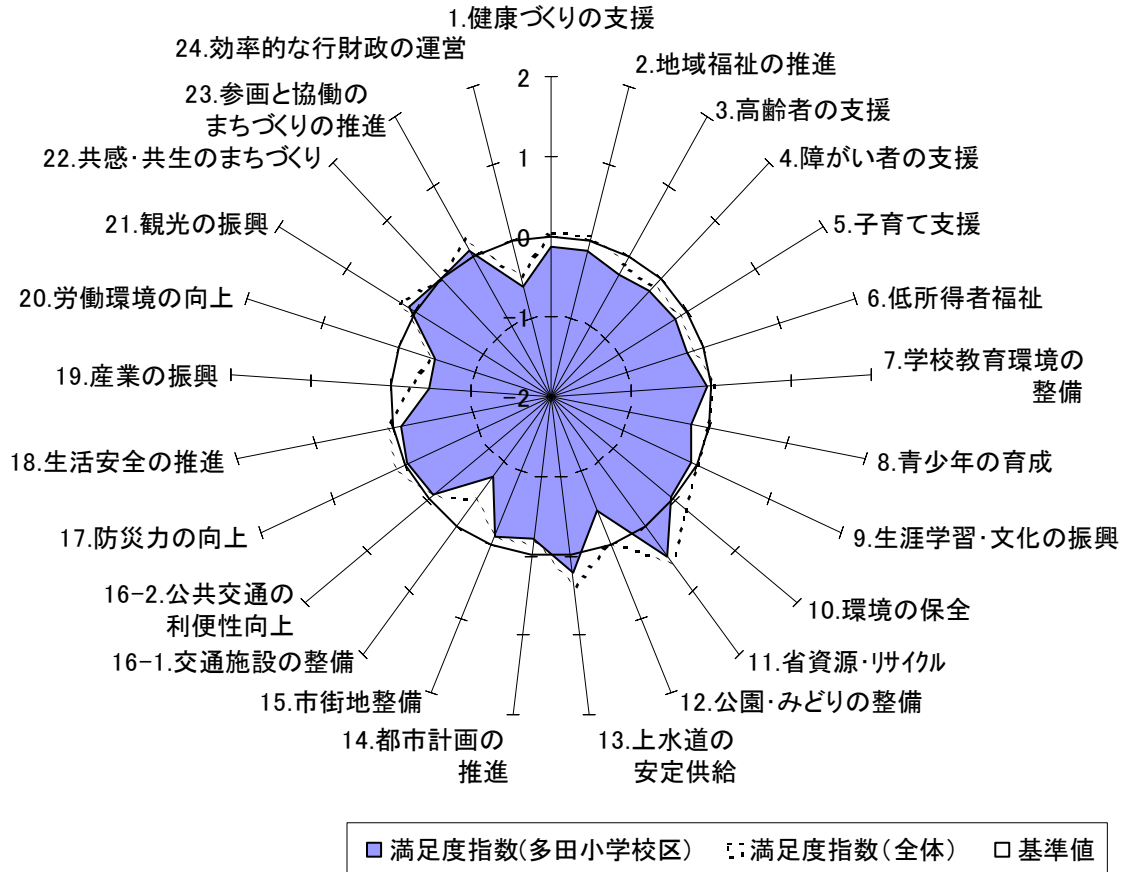 1.健康づくりの支援
2.地域福祉の推進
3.高齢者の支援
4.障がい者の支援
5.子育て支援
6.低所得者福祉
7.学校教育環境の
整備
8.青少年の育成
9.生涯学習・文化の振興
10.環境の保全
11.省資源・リサイクル
12.公園・みどりの整備
13.上水道の
安定供給
14.都市計画の
推進
15.市街地整備
16-1.交通施設の整備
16-2.公共交通の
利便性向上
17.防災力の向上
18.生活安全の推進
19.産業の振興
20.労働環境の向上
21.観光の振興
22.共感・共生のまちづくり
23.参画と協働の
まちづくりの推進
24.効率的な行財政の運営
2
1
0
-1
-2
満足度指数(多田小学校区)
満足度指数(全体)
基準値